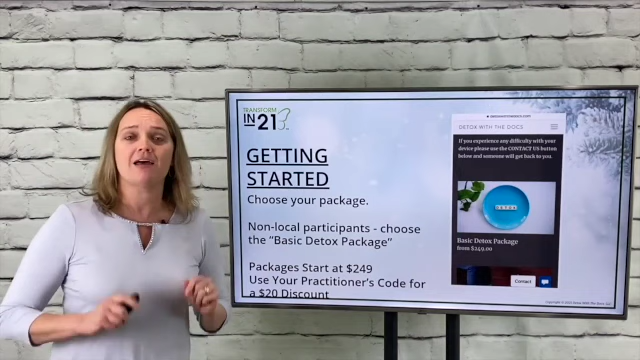 TRANSFORM
IN21
GETTING
STARTED
Choose your package.
Non-local participants - choose
the "Basic Detox Package"
Packages Start at $249
Use Your Practitioner's Code for
a $20 Discount
DETOX WITH THE DOCS
If you experience any difficulty with your
device please use the CONTACT US button
below and someone will get back to you
DETOX
Basic Detox Package
from $249.00
Contact